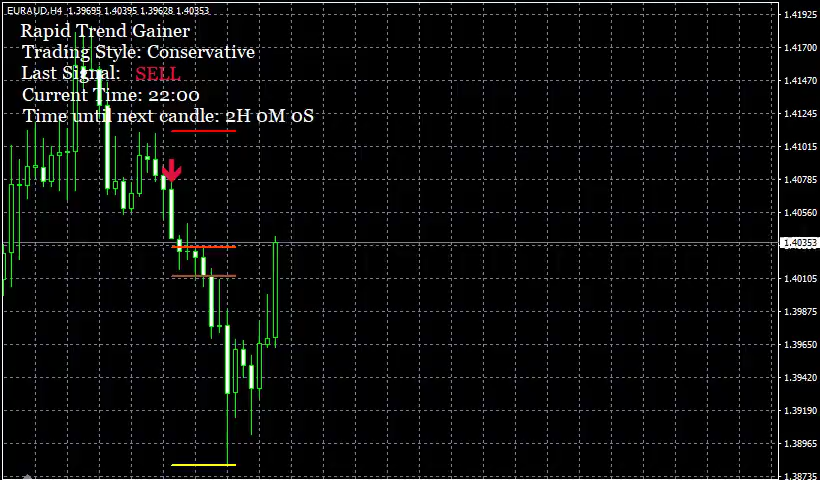 EURAUD,H4 1.39695 1.40395 1.39628 1.40353
Rapid Trend Gainer
Trading Style: Conservative
Last Signal: SELL
Current Time: 22:00
Time until next candle: 2H 0M 0S
1.41925
1.41700
1.41470
1.41245
1.41015
1.40785
1.40560
1.40353
1.40105
1.39875
1.39650
1.39420
1.39190
1.38965
1.38735